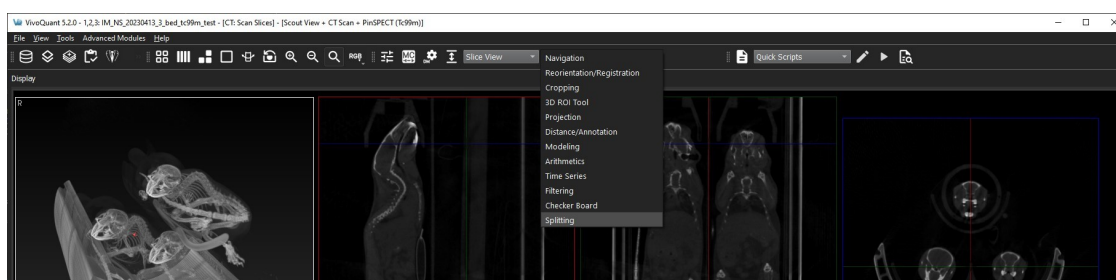 VivoQuant 5.2.0 - 1,2,3: IM_NS_20230413_3_bed_tc99m_test - [CT: Scan Slices] - [Scout View + CT Scan + PinSPECT (Tc99m)]
File View Tools Advanced Modules Help
RGB MG Slice View Quick Scripts
Navigation
Reorientation/Registration
Cropping
3D ROI Tool
Projection
Distance/Annotation
Modeling
Arithmetics
Time Series
Filtering
Checker Board
Splitting
Display
R